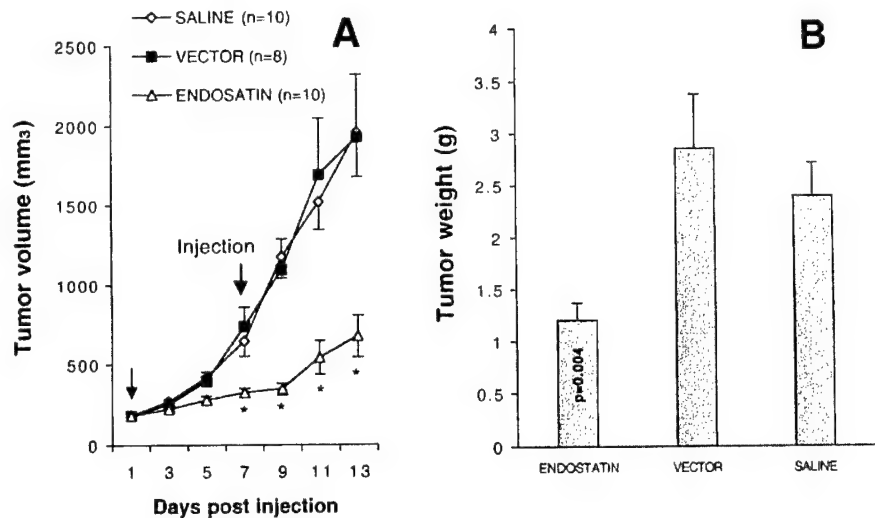 SALINE (n=10)
VECTOR (n=8)
ENDOSATIN (n=10)
A
Tumor volume (mm3)
2500
2000
1500
1000
500
0
Injection
*
*
*
*
1 3 5 7 9 11 13
Days post injection
B
Tumor weight (g)
4
3.5
3
2.5
2
1.5
1
0.5
0
p=0.004
ENDOSTATIN VECTOR SALINE